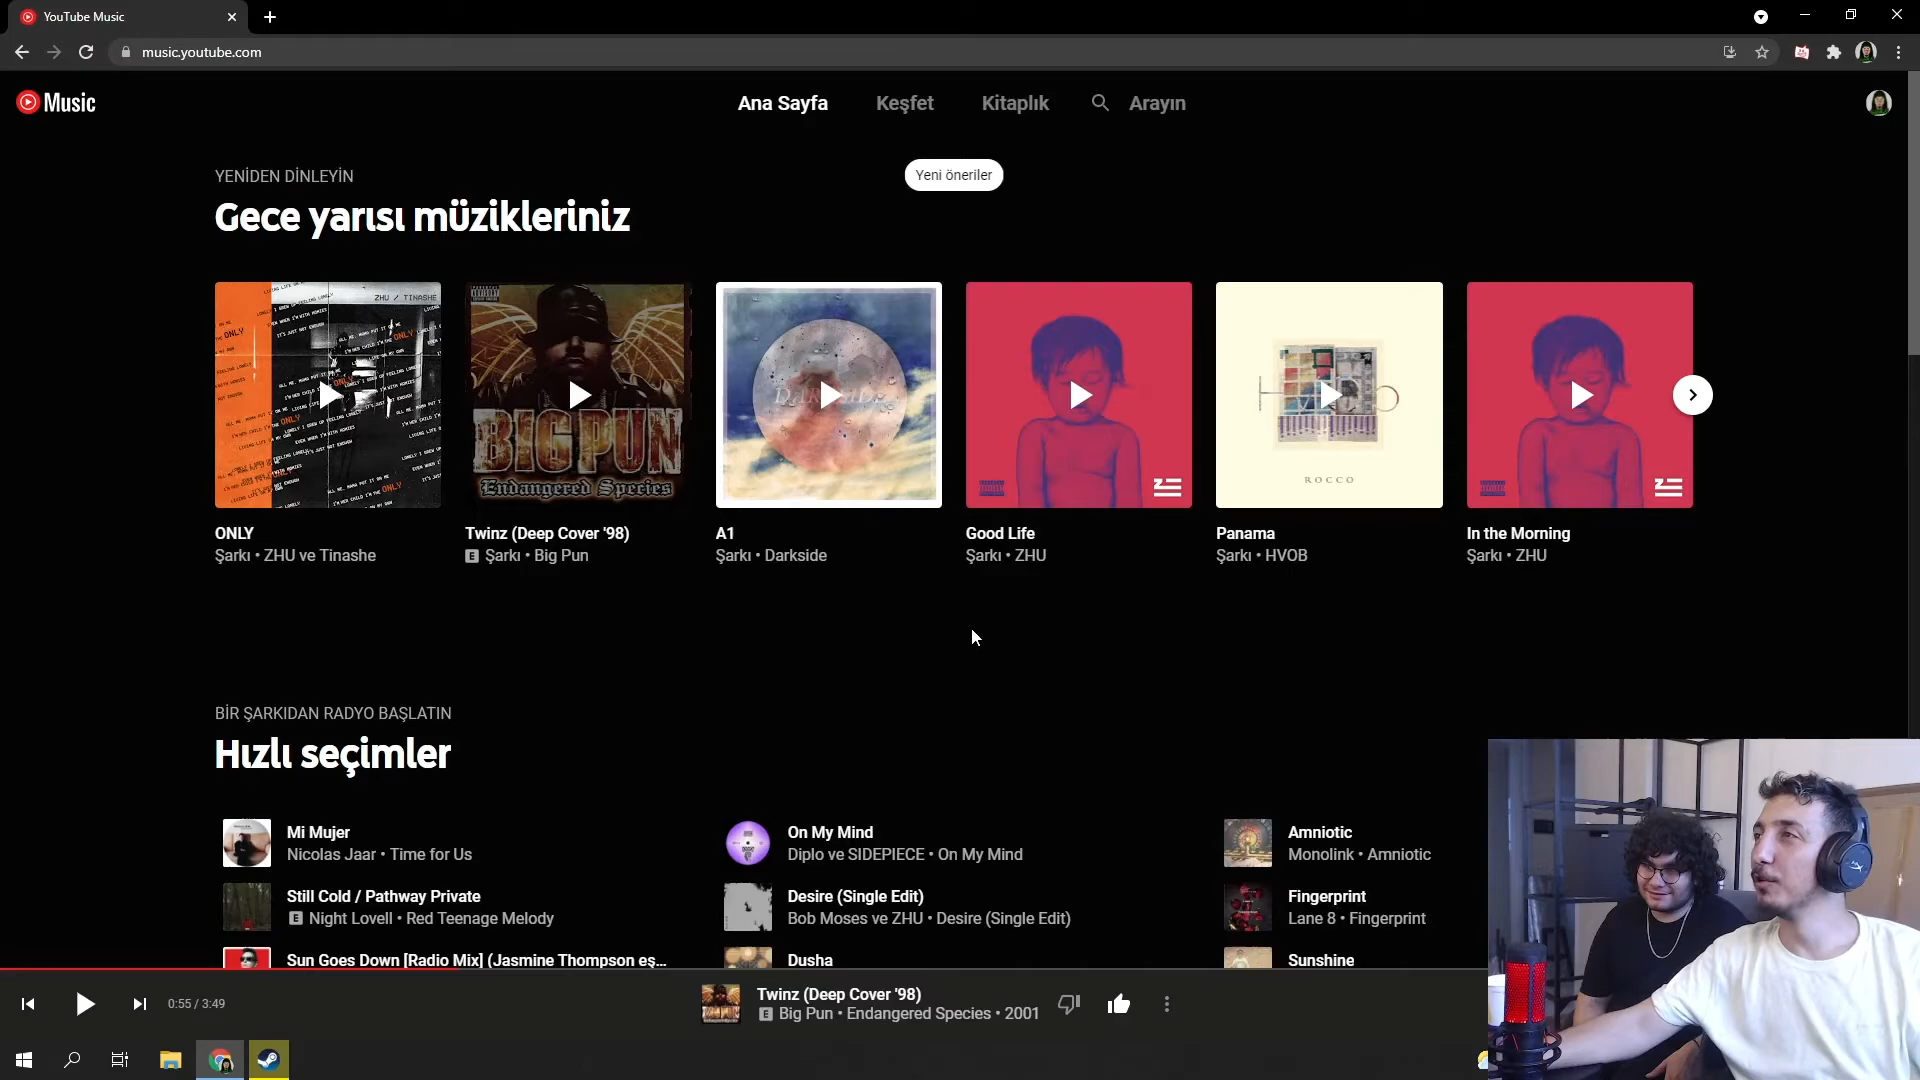 YouTube Music
music.youtube.com
Music
Ana Sayfa
Keşfet
Kitaplık
Arayın
YENİDEN DİNLEYİN
Yeni öneriler
Gece yarısı müzikleriniz
ZHU / TINASHE
ONLY
BIGPUN
Endangered Species
DARKSIDE
ROCCO
ONLY
Şarkı • ZHU ve Tinashe
Twinz (Deep Cover '98)
E Şarkı • Big Pun
A1
Şarkı • Darkside
Good Life
Şarkı • ZHU
Panama
Şarkı • HVOB
In the Morning
Şarkı • ZHU
BİR ŞARKIDAN RADYO BAŞLATIN
Hızlı seçimler
Mi Mujer
Nicolas Jaar • Time for Us
On My Mind
Diplo ve SIDEPIECE • On My Mind
Amniotic
Monolink • Amniotic
Still Cold / Pathway Private
E Night Lovell • Red Teenage Melody
Desire (Single Edit)
Bob Moses ve ZHU • Desire (Single Edit)
Fingerprint
Lane 8 • Fingerprint
Sun Goes Down [Radio Mix] (Jasmine Thompson eş...
Dusha
Sunshine
0:55 / 3:49
Twinz (Deep Cover '98)
E Big Pun • Endangered Species • 2001